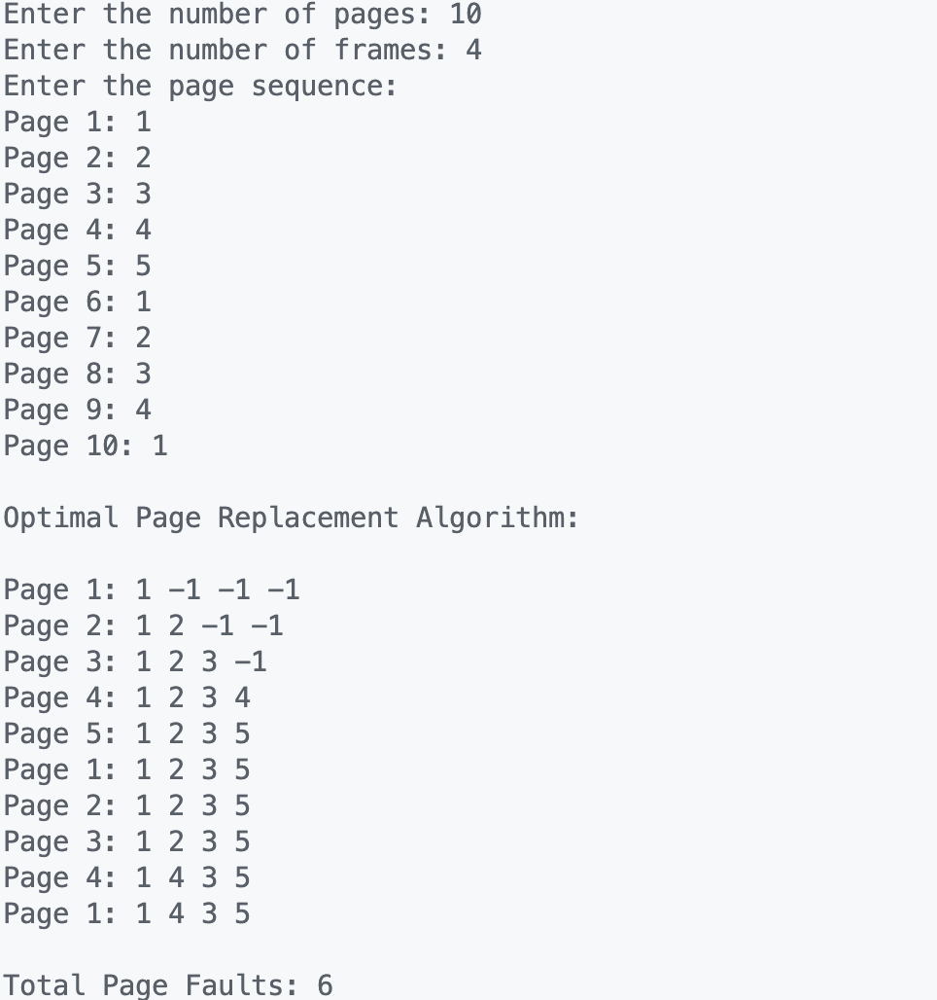 Enter the number of pages: 10
Enter the number of frames: 4
Enter the page sequence:
Page 1: 1
Page 2: 2
Page 3: 3
Page 4: 4
Page 5: 5
Page 6: 1
Page 7: 2
Page 8: 3
Page 9: 4
Page 10: 1
Optimal Page Replacement Algorithm:
Page 1: 1 −1 −1 −1
Page 2: 1 2 −1 −1
Page 3: 1 2 3 −1
Page 4: 1 2 3 4
Page 5: 1 2 3 5
Page 1: 1 2 3 5
Page 2: 1 2 3 5
Page 3: 1 2 3 5
Page 4: 1 4 3 5
Page 1: 1 4 3 5
Total Page Faults: 6